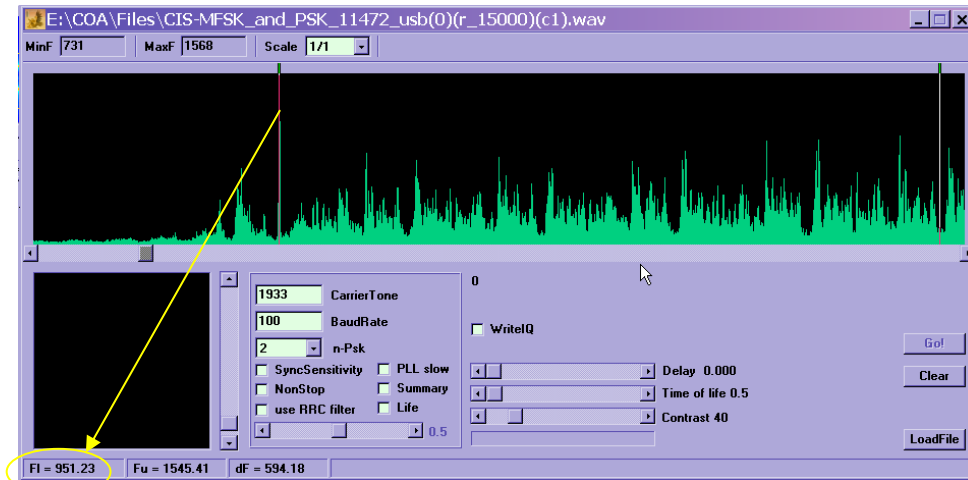 E:\COA\Files\CIS-MFSK_and_PSK_11472_usb(0)(r_15000)(c1).wav
MinF 731 MaxF 1568 Scale 1/1
0
1933 CarrierTone
100 BaudRate
2 n-Psk
WriteIQ
Go!
SyncSensitivity PLL slow
Delay 0.000
Clear
NonStop Summary
Time of life 0.5
use RRC filter Life
Contrast 40
0.5
LoadFile
Fl = 951.23 Fu = 1545.41 dF = 594.18